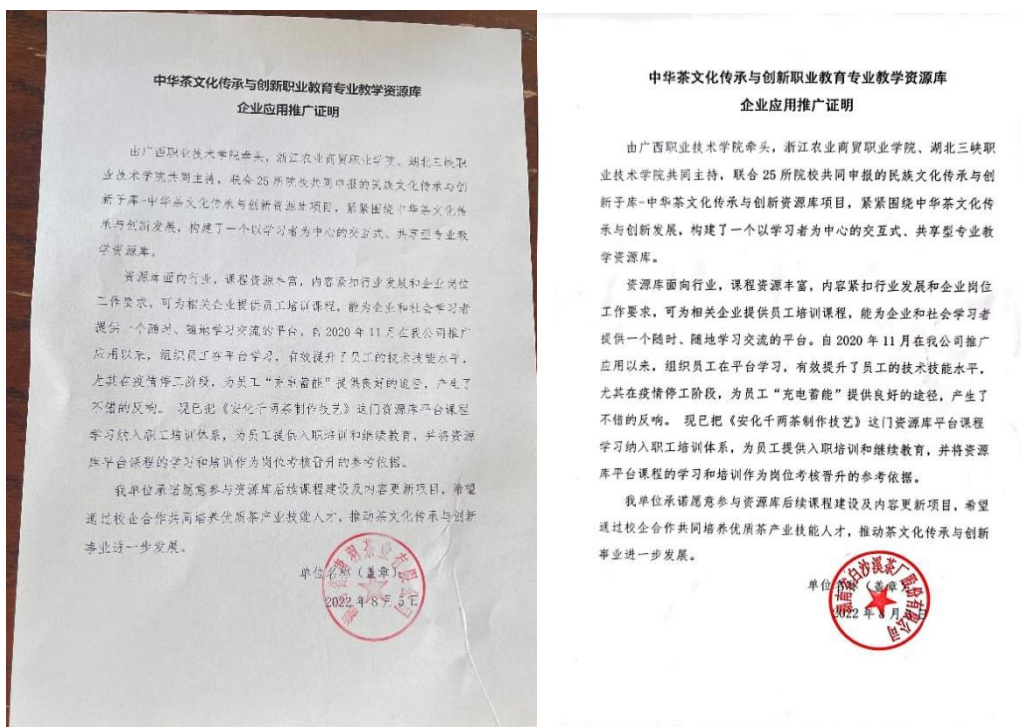 中华茶文化传承与创新职业教育专业教学资源库
企业应用推广证明
由广西职业技术学院牵头，浙江农业商贸职业学院、湖北三峡职
业技术学院共同主持，联合25所院校共同申报的民族文化传承与创
新子库-中华茶文化传承与创新资源库项目，紧紧围绕中华茶文化传
承与创新发展，构建了一个以学习者为中心的交互式、共享型专业教
学资源库。
资源库面向行业，课程资源丰富，内容紧扣行业发展和企业岗位
工作要求，可为相关企业提供员工培训课程，能为企业和社会学习者
提供一个随时、随地学习交流的平台。自2020年11月在我公司推广
应用以来，组织员工在平台学习，有效提升了员工的技术技能水平，
尤其在疫情停工阶段，为员工“充电蓄能”提供良好的途径，产生了
不错的反响。 现已把《安化千两茶制作技艺》这门资源库平台课程
学习纳入职工培训体系，为员工提供入职培训和继续教育，并将资源
库平台课程的学习和培训作为岗位考核晋升的参考依据。
我单位承诺愿意参与资源库后续课程建设及内容更新项目，希望
通过校企合作共同培养优质茶产业技能人才，推动茶文化传承与创新
事业进一步发展。
单位名称（盖章）
2022年8月5日
茶业有限公司
中华茶文化传承与创新职业教育专业教学资源库
企业应用推广证明
由广西职业技术学院牵头，浙江农业商贸职业学院、湖北三峡职
业技术学院共同主持，联合25所院校共同申报的民族文化传承与创
新子库-中华茶文化传承与创新资源库项目，紧紧围绕中华茶文化传
承与创新发展，构建了一个以学习者为中心的交互式、共享型专业教
学资源库。
资源库面向行业，课程资源丰富，内容紧扣行业发展和企业岗位
工作要求，可为相关企业提供员工培训课程，能为企业和社会学习者
提供一个随时、随地学习交流的平台。自2020年11月在我公司推广
应用以来，组织员工在平台学习，有效提升了员工的技术技能水平，
尤其在疫情停工阶段，为员工“充电蓄能”提供良好的途径，产生了
不错的反响。 现已把《安化千两茶制作技艺》这门资源库平台课程
学习纳入职工培训体系，为员工提供入职培训和继续教育，并将资源
库平台课程的学习和培训作为岗位考核晋升的参考依据。
我单位承诺愿意参与资源库后续课程建设及内容更新项目，希望
通过校企合作共同培养优质茶产业技能人才，推动茶文化传承与创新
事业进一步发展。
单位名称（盖章）
2022年8月 日
湖南省白沙溪茶厂股份有限公司